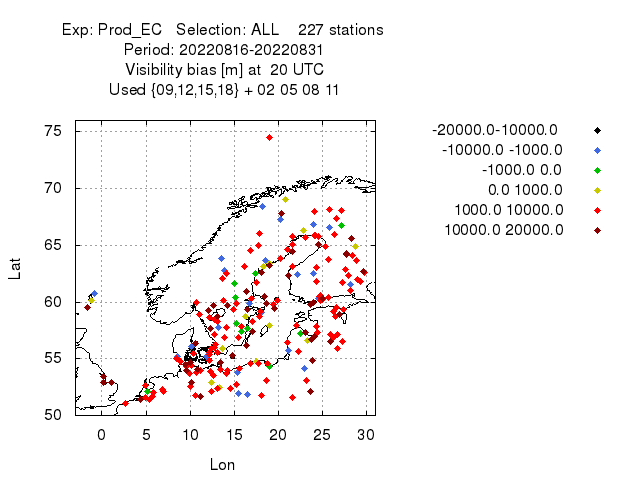 Exp: Prod_EC   Selection: ALL    227 stations
Period: 20220816-20220831
Visibility bias [m] at  20 UTC
Used {09,12,15,18} + 02 05 08 11
-20000.0-10000.0
-10000.0 -1000.0
-1000.0 0.0
0.0 1000.0
1000.0 10000.0
10000.0 20000.0
75
70
65
60
55
50
Lat
0 5 10 15 20 25 30
Lon